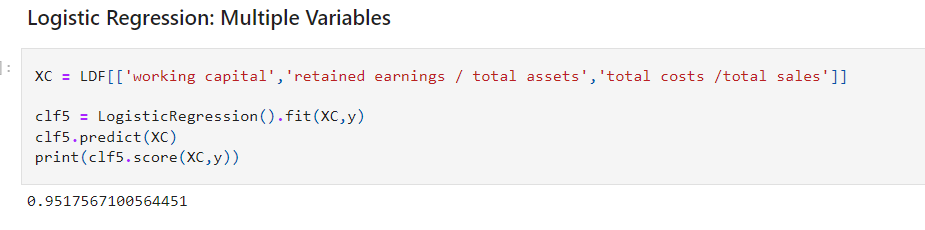 Logistic Regression: Multiple Variables
]:
XC = LDF[['working capital','retained earnings / total assets','total costs /total sales']]
clf5 = LogisticRegression().fit(XC,y)
clf5.predict(XC)
print(clf5.score(XC,y))
0.9517567100564451